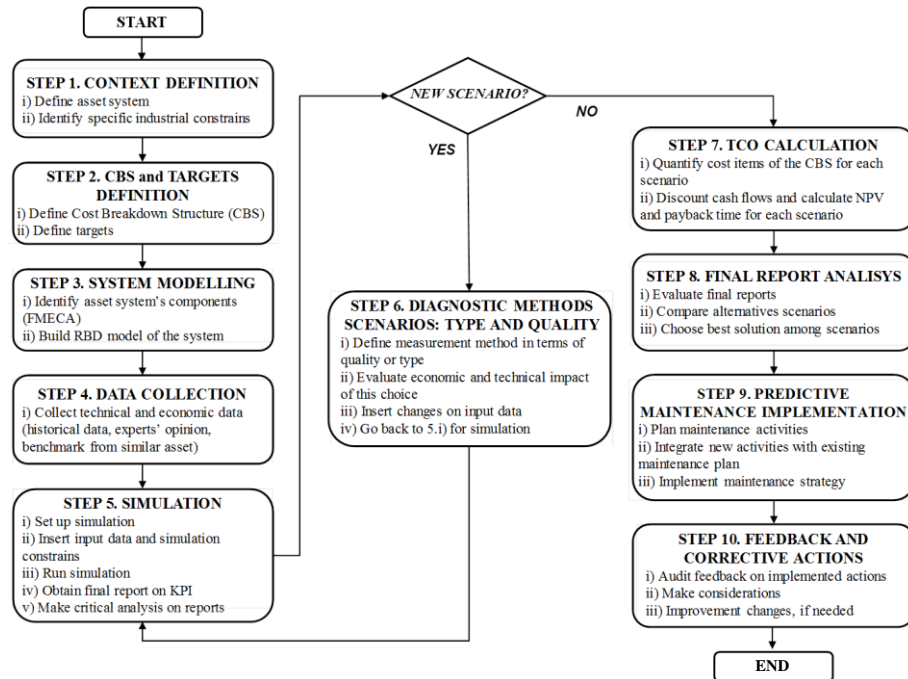 START
STEP 1. CONTEXT DEFINITION
i) Define asset system
ii) Identify specific industrial constrains
STEP 2. CBS and TARGETS
DEFINITION
i) Define Cost Breakdown Structure (CBS)
ii) Define targets
STEP 3. SYSTEM MODELLING
i) Identify asset system's components
(FMECA)
ii) Build RBD model of the system
STEP 4. DATA COLLECTION
i) Collect technical and economic data
(historical data, experts' opinion,
benchmark from similar asset)
STEP 5. SIMULATION
i) Set up simulation
ii) Insert input data and simulation
constrains
iii) Run simulation
iv) Obtain final report on KPI
v) Make critical analysis on reports
NEW SCENARIO?
YES
NO
STEP 6. DIAGNOSTIC METHODS
SCENARIOS: TYPE AND QUALITY
i) Define measurement method in terms of
quality or type
ii) Evaluate economic and technical impact
of this choice
iii) Insert changes on input data
iv) Go back to 5.i) for simulation
STEP 7. TCO CALCULATION
i) Quantify cost items of the CBS for each
scenario
ii) Discount cash flows and calculate NPV
and payback time for each scenario
STEP 8. FINAL REPORT ANALISYS
i) Evaluate final reports
ii) Compare alternatives scenarios
iii) Choose best solution among scenarios
STEP 9. PREDICTIVE
MAINTENANCE IMPLEMENTATION
i) Plan maintenance activities
ii) Integrate new activities with existing
maintenance plan
iii) Implement maintenance strategy
STEP 10. FEEDBACK AND
CORRECTIVE ACTIONS
i) Audit feedback on implemented actions
ii) Make considerations
iii) Improvement changes, if needed
END